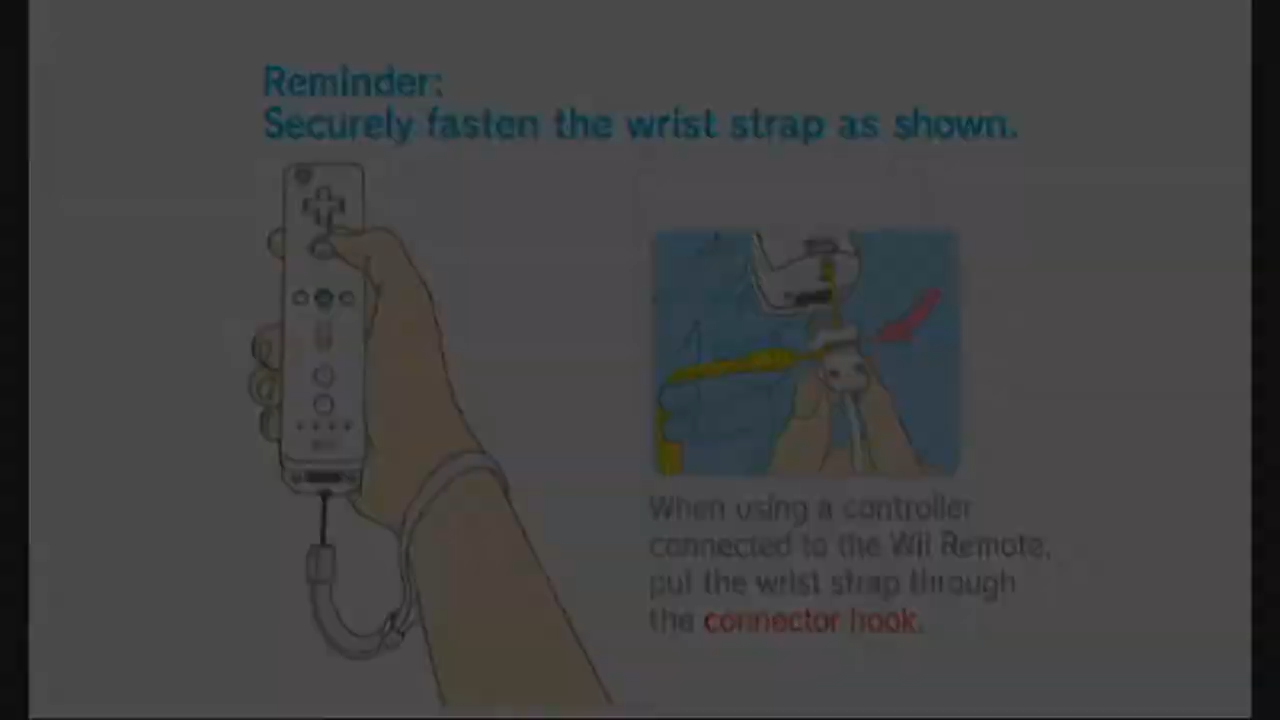 Reminder:
Securely fasten the wrist strap as shown.
When using a controller
connected to the Wii Remote,
put the wrist strap through
the connector hook.